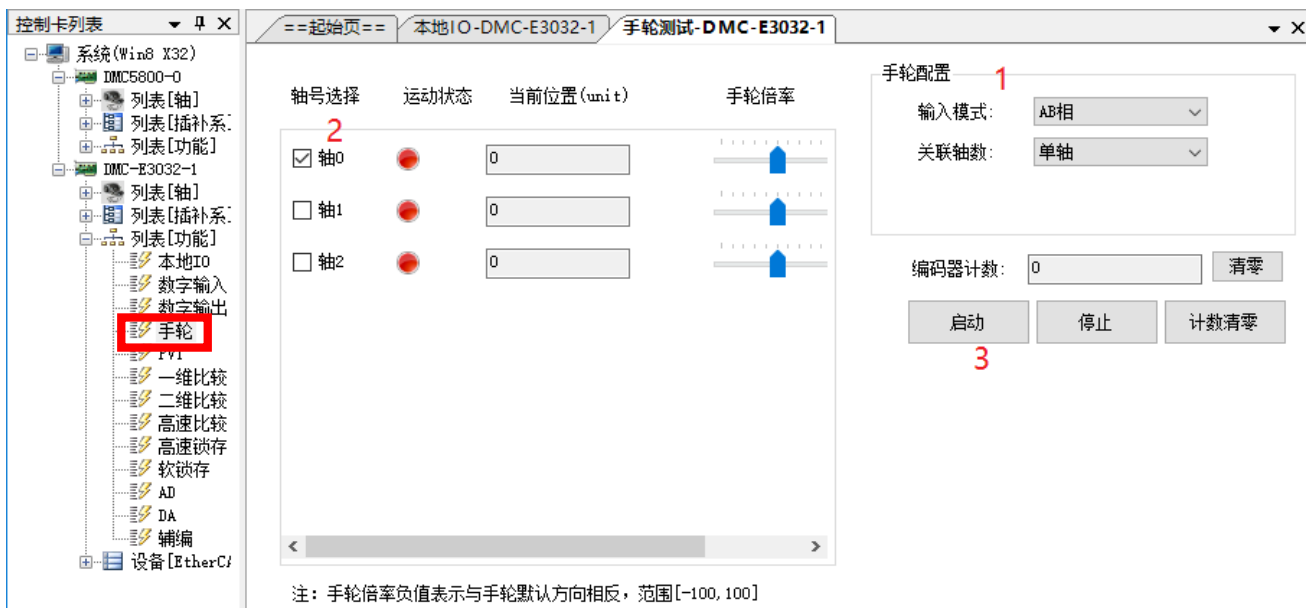 控制卡列表
系统(Win8 X32)
DMC5800-0
列表[轴]
列表[插补系
列表[功能]
DMC-E3032-1
列表[轴]
列表[插补系
列表[功能]
本地IO
数字输入
数字输出
手轮
PVT
一维比较
二维比较
高速比较
高速锁存
软锁存
AD
DA
辅编
设备[EtherCA
==起始页== 本地IO-DMC-E3032-1 手轮测试-DMC-E3032-1
轴号选择 运动状态 当前位置(unit) 手轮倍率
2
轴0 0
轴1 0
轴2 0
注: 手轮倍率负值表示与手轮默认方向相反，范围[-100,100]
手轮配置 1
输入模式: AB相
关联轴数: 单轴
编码器计数: 0 清零
启动 停止 计数清零
3